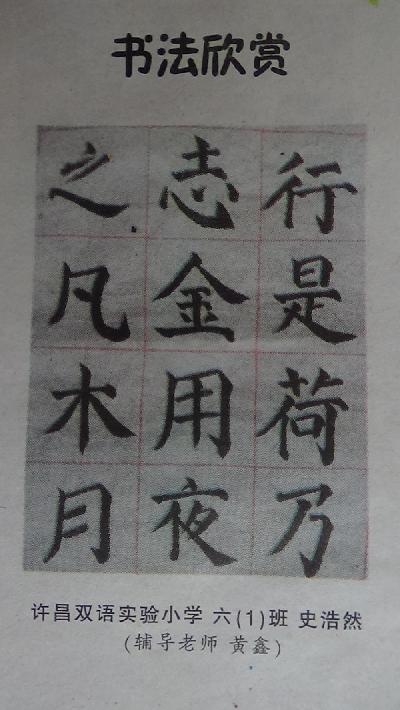 书法欣赏
行是荷乃
志金用夜
之凡木月
许昌双语实验小学 六(1)班 史浩然
(辅导老师 黄鑫)